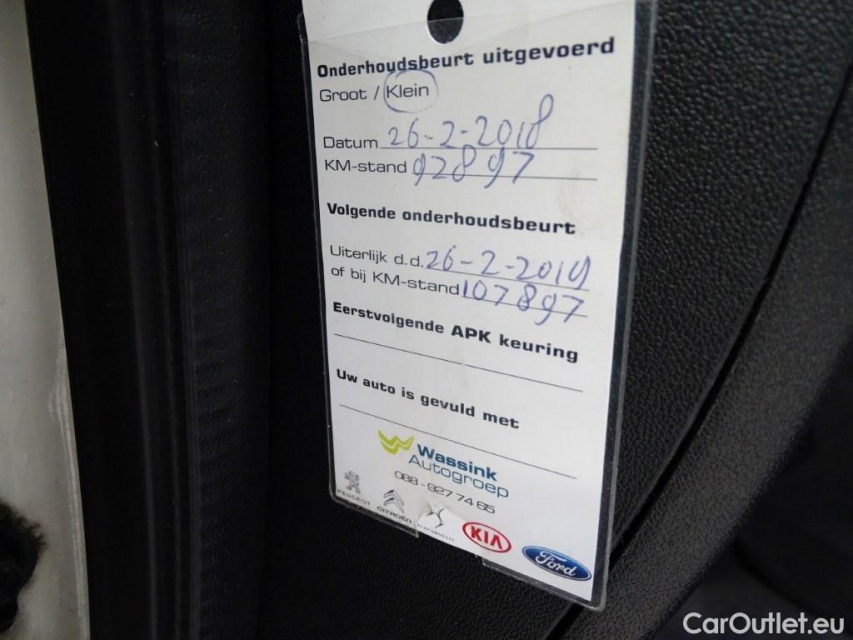 Onderhoudsbeurt uitgevoerd
Groot / Klein
Datum 26-2-2018
KM-stand 92897
Volgende onderhoudsbeurt
Uiterlijk d.d. 26-2-2019
of bij KM-stand 107897
Eerstvolgende APK keuring
Uw auto is gevuld met
Wassink
Autogroep
088 - 927 74 65
PEUGEOT
CITROËN
KIA
Ford
CarOutlet.eu